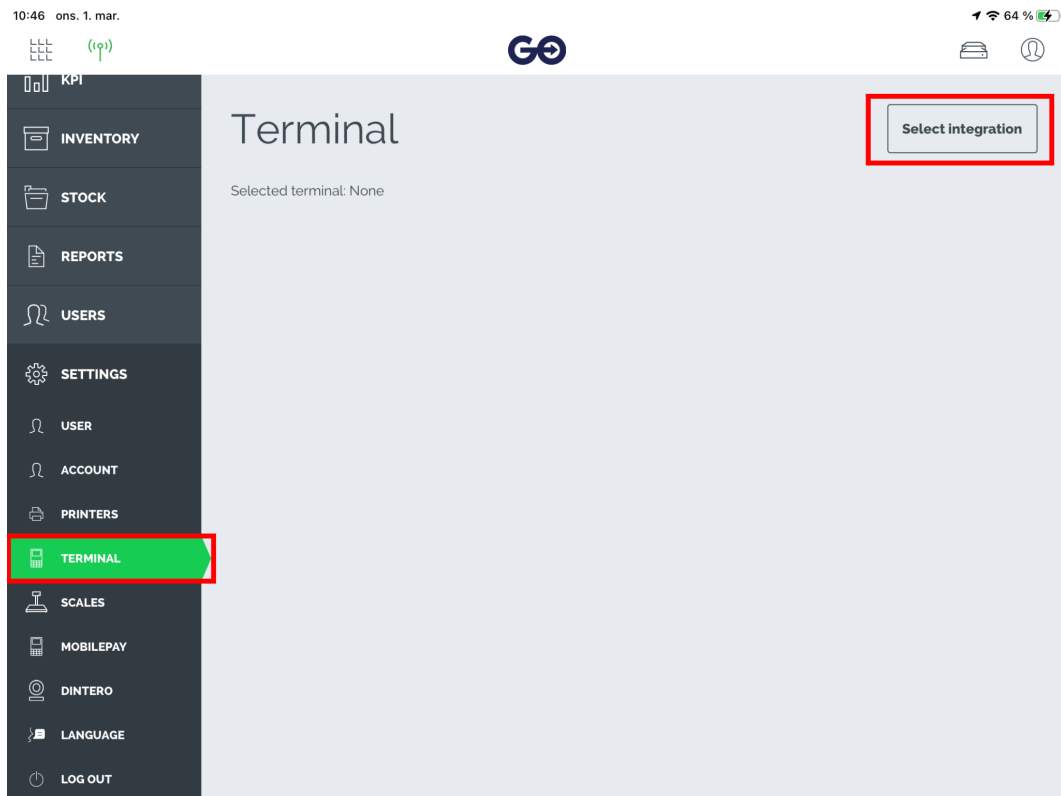 10:46 ons. 1. mar.
64 %
GO
KPI
INVENTORY
STOCK
REPORTS
USERS
SETTINGS
USER
ACCOUNT
PRINTERS
TERMINAL
SCALES
MOBILEPAY
DINTERO
LANGUAGE
LOG OUT
Terminal
Select integration
Selected terminal: None